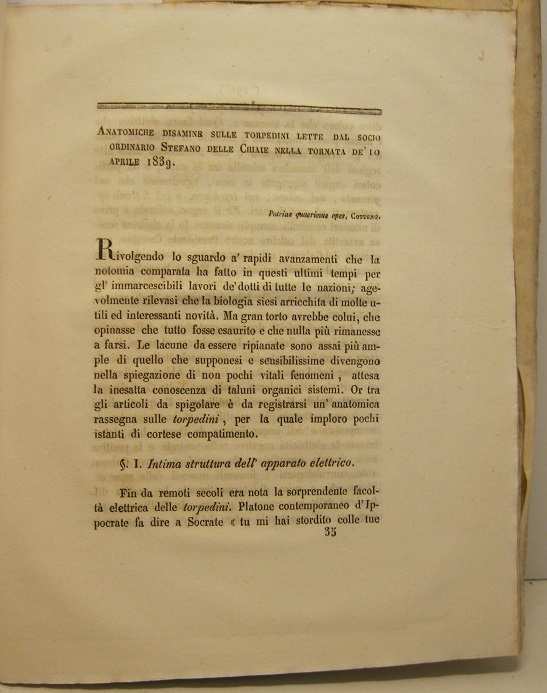 Anatomiche disamine sulle torpedini lette dal socio
ordinario Stefano delle Chiaie nella tornata de' 10
aprile 1839.
Patriae quaerimus opes, Cotugno.
Rivolgendo lo sguardo a' rapidi avanzamenti che la
notomia comparata ha fatto in questi ultimi tempi per
gl' immarcescibili lavori de' dotti di tutte le nazioni; age-
volmente rilevasi che la biologia siesi arricchita di molte u-
tili ed interessanti novità. Ma gran torto avrebbe colui, che
opinasse che tutto fosse esaurito e che nulla più rimanesse
a farsi. Le lacune da essere ripianate sono assai più am-
ple di quello che supponesi e sensibilissime divengono
nella spiegazione di non pochi vitali fenomeni, attesa
la inesatta conoscenza di taluni organici sistemi. Or tra
gli articoli da spigolare è da registrarsi un' anatomica
rassegna sulle torpedini, per la quale imploro pochi
istanti di cortese compatimento.
§. I. Intima struttura dell' apparato elettrico.
Fin da remoti secoli era nota la sorprendente facol-
tà elettrica delle torpedini. Platone contemporaneo d'Ip-
pocrate fa dire a Socrate « tu mi hai stordito colle tue
35